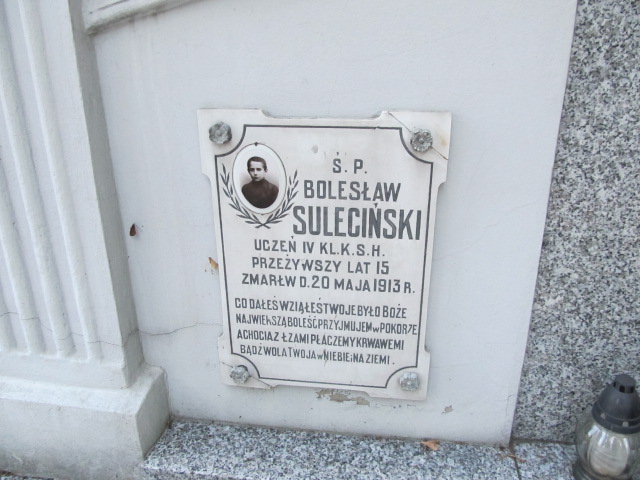 Ś. P.
BOLESŁAW
SULECIŃSKI
UCZEŃ IV KL. K. S. H.
PRZEŻYWSZY LAT 15
ZMARŁ W D. 20 MAJA 1913 R.
CO DAŁEŚ WZIĄŁEŚ TWOJE BYŁO BOŻE
NAJWIĘKSZĄ BOLEŚĆ PRZYJMUJEM W POKORZE
A CHOCIAŻ ŁZAMI PŁACZEMY KRWAWEMI
BĄDŹ WOLA TWOJA W NIEBIE; NA ZIEMI.